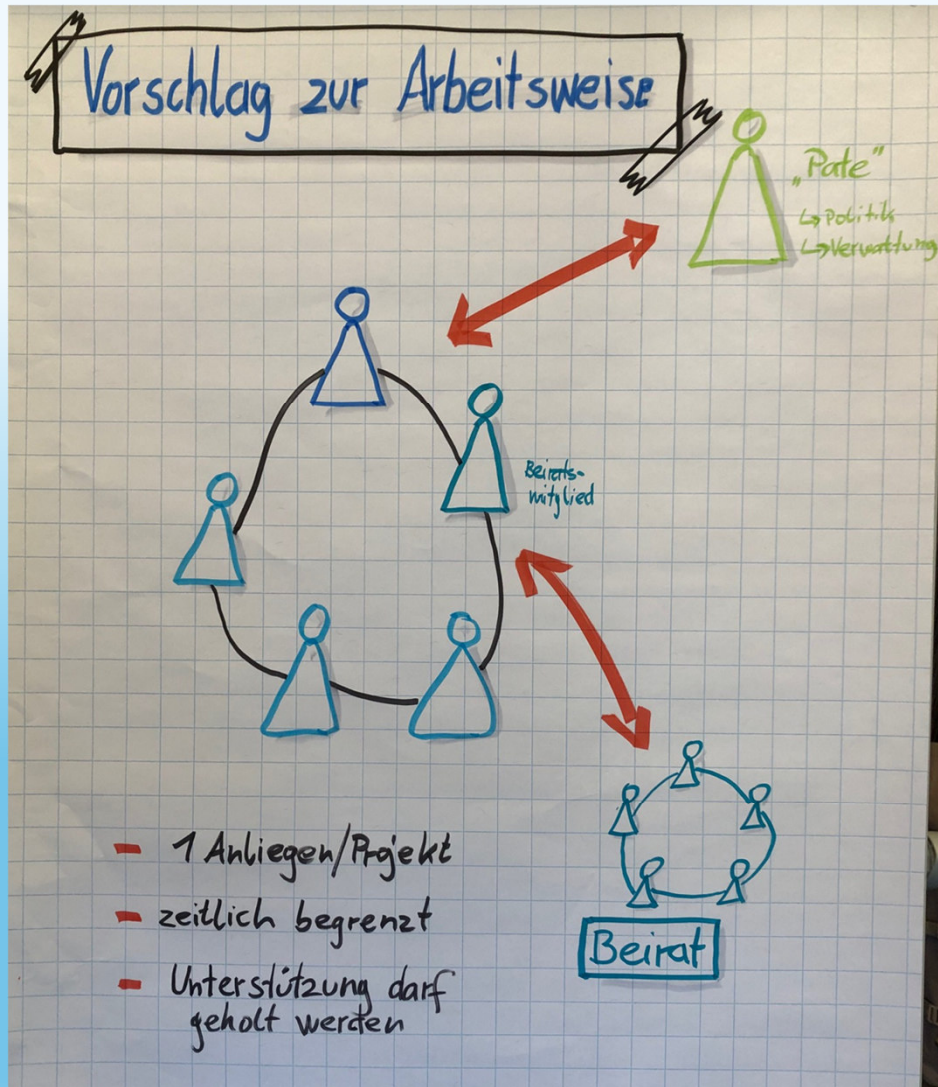 Vorschlag zur Arbeitsweise
„Pate"
↳ Politik
↳ Verwaltung
Beirats-
mitglied
- 1 Anliegen/Projekt
- zeitlich begrenzt
- Unterstützung darf
geholt werden
Beirat